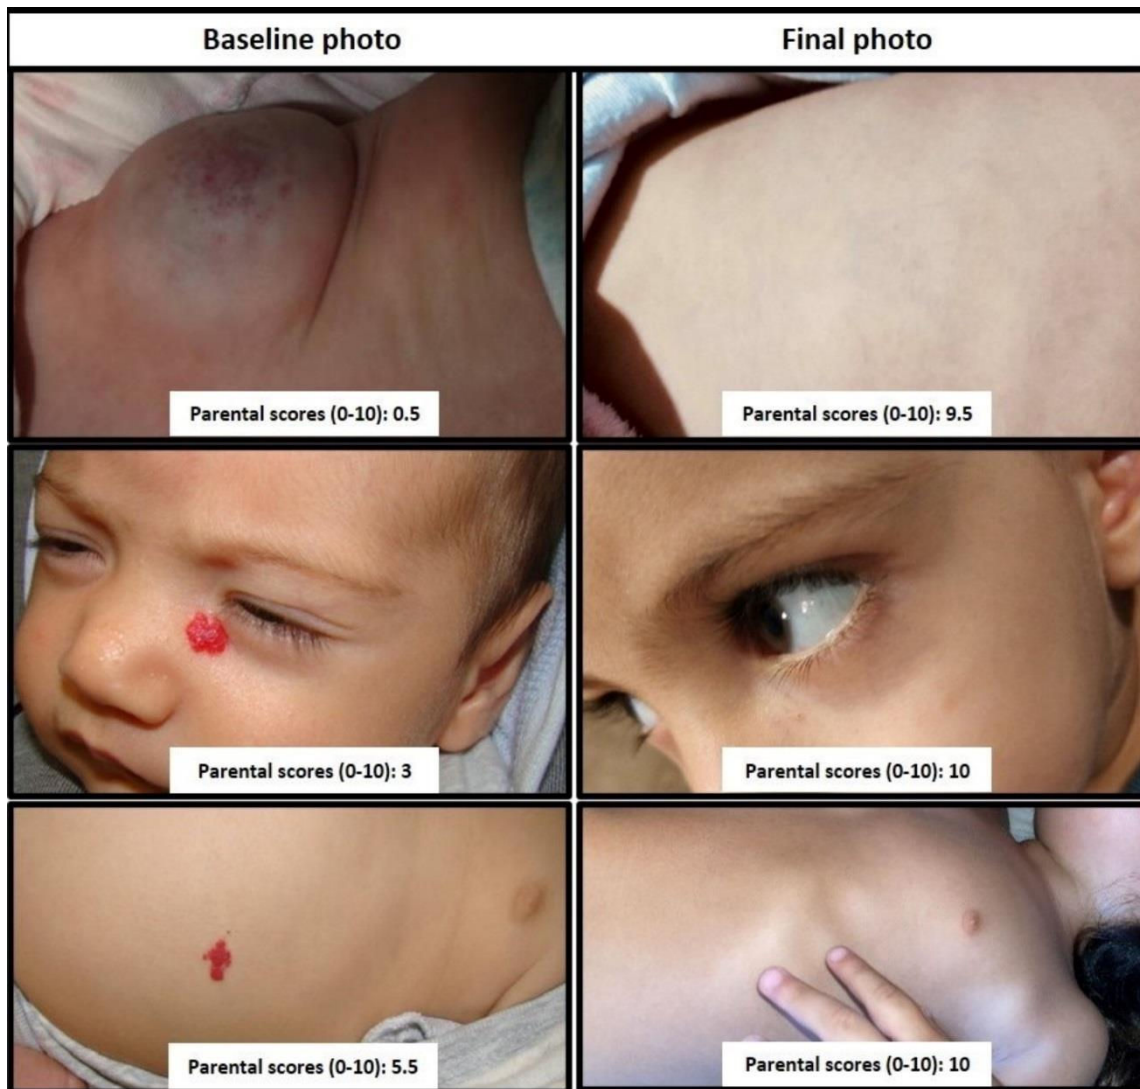 Baseline photo
Final photo
Parental scores (0-10): 0.5
Parental scores (0-10): 9.5
Parental scores (0-10): 3
Parental scores (0-10): 10
Parental scores (0-10): 5.5
Parental scores (0-10): 10